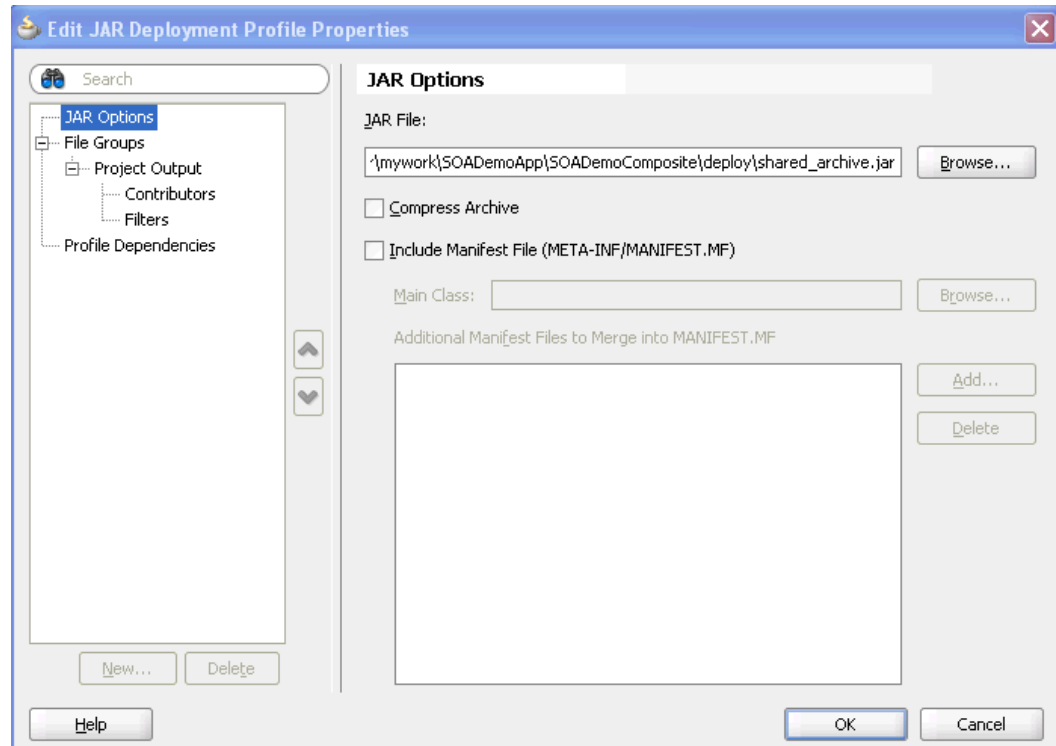 Edit JAR Deployment Profile Properties
Search
JAR Options
File Groups
Project Output
Contributors
Filters
Profile Dependencies
New...
Delete
JAR Options
JAR File:
\mywork\SOADemoApp\SOADemoComposite\deploy\shared_archive.jar
Browse...
Compress Archive
Include Manifest File (META-INF/MANIFEST.MF)
Main Class:
Browse...
Additional Manifest Files to Merge into MANIFEST.MF
Add...
Delete
Help
OK
Cancel